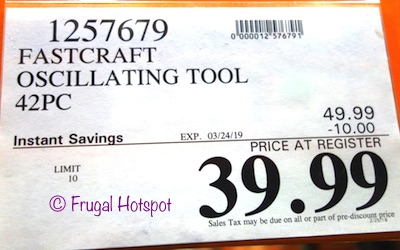 1257679
0000012576791
FASTCRAFT
OSCILLATING TOOL
42PC
49.99
Instant Savings EXP. 03/24/19 -10.00
PRICE AT REGISTER
LIMIT
10
39.99
© Frugal Hotspot
Sales Tax may be due on all or part of pre-discount price